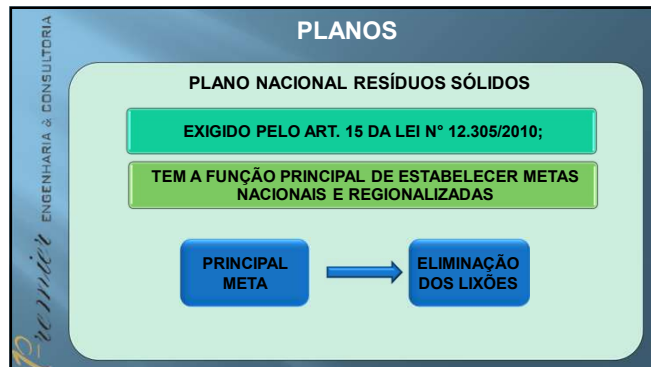 PLANOS
PLANO NACIONAL RESÍDUOS SÓLIDOS
EXIGIDO PELO ART. 15 DA LEI N° 12.305/2010;
TEM A FUNÇÃO PRINCIPAL DE ESTABELECER METAS
NACIONAIS E REGIONALIZADAS
PRINCIPAL
META
ELIMINAÇÃO
DOS LIXÕES
Premier ENGENHARIA & CONSULTORIA